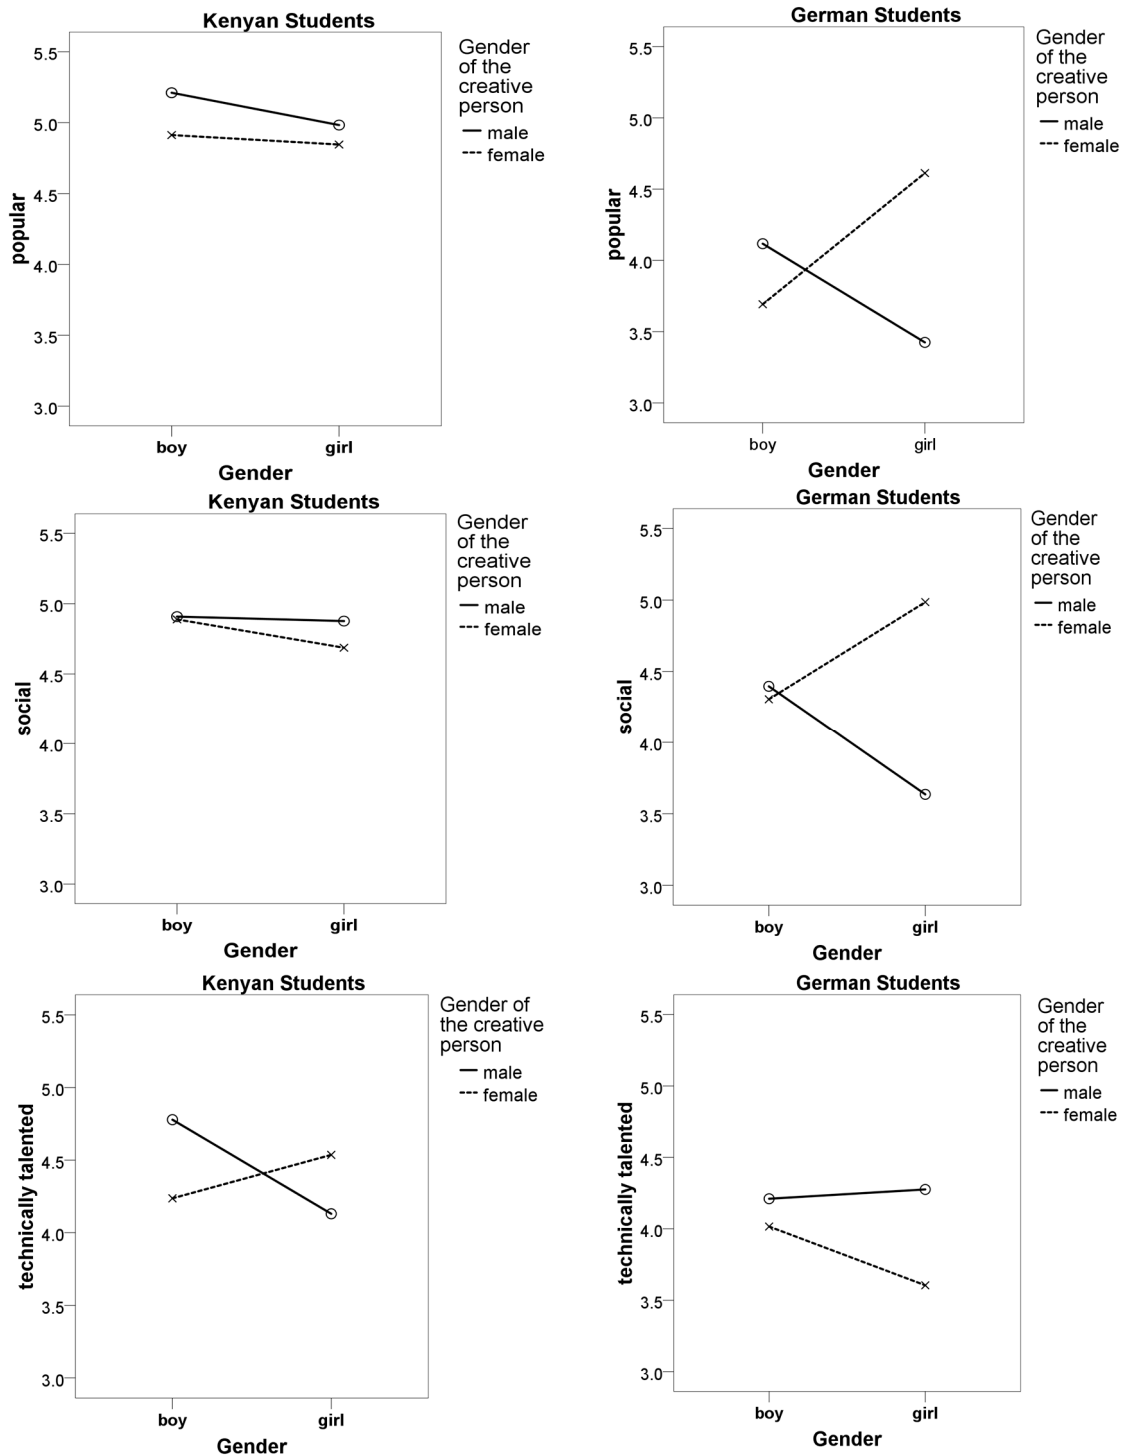 Kenyan Students
5.5
5.0
4.5
4.0
3.5
3.0
popular
boy
girl
Gender
Gender
of the
creative
person
male
female
German Students
5.5
5.0
4.5
4.0
3.5
3.0
popular
boy
girl
Gender
Gender
of the
creative
person
male
female
Kenyan Students
5.5
5.0
4.5
4.0
3.5
3.0
social
boy
girl
Gender
Gender
of the
creative
person
male
female
German Students
5.5
5.0
4.5
4.0
3.5
3.0
social
boy
girl
Gender
Gender
of the
creative
person
male
female
Kenyan Students
5.5
5.0
4.5
4.0
3.5
3.0
technically talented
boy
girl
Gender
Gender of
the creative
person
male
female
German Students
5.5
5.0
4.5
4.0
3.5
3.0
technically talented
boy
girl
Gender
Gender
of the
creative
person
male
female